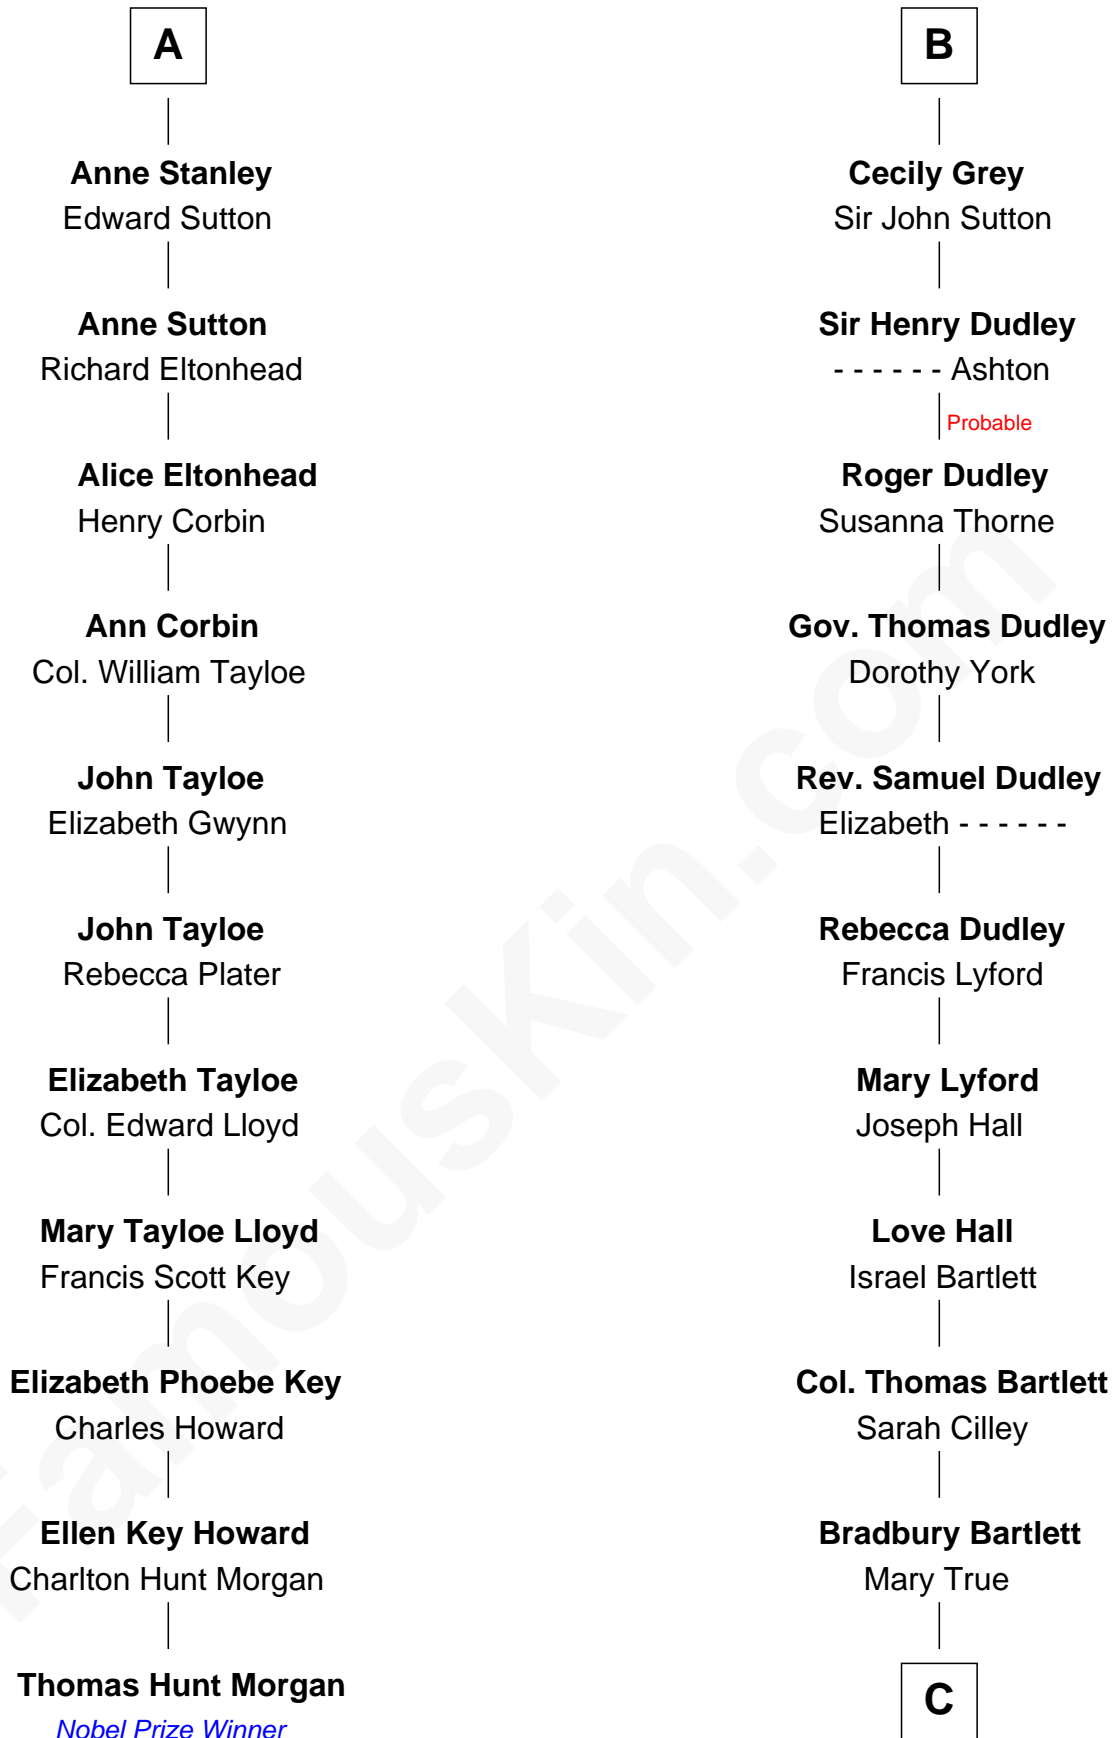 A
Anne Stanley
Edward Sutton
Anne Sutton
Richard Eltonhead
Alice Eltonhead
Henry Corbin
Ann Corbin
Col. William Tayloe
John Tayloe
Elizabeth Gwynn
John Tayloe
Rebecca Plater
Elizabeth Tayloe
Col. Edward Lloyd
Mary Tayloe Lloyd
Francis Scott Key
Elizabeth Phoebe Key
Charles Howard
Ellen Key Howard
Charlton Hunt Morgan
Thomas Hunt Morgan
Nobel Prize Winner
B
Cecily Grey
Sir John Sutton
Sir Henry Dudley
- - - - - - Ashton
Probable
Roger Dudley
Susanna Thorne
Gov. Thomas Dudley
Dorothy York
Rev. Samuel Dudley
Elizabeth - - - - - -
Rebecca Dudley
Francis Lyford
Mary Lyford
Joseph Hall
Love Hall
Israel Bartlett
Col. Thomas Bartlett
Sarah Cilley
Bradbury Bartlett
Mary True
C
FamousKin.com